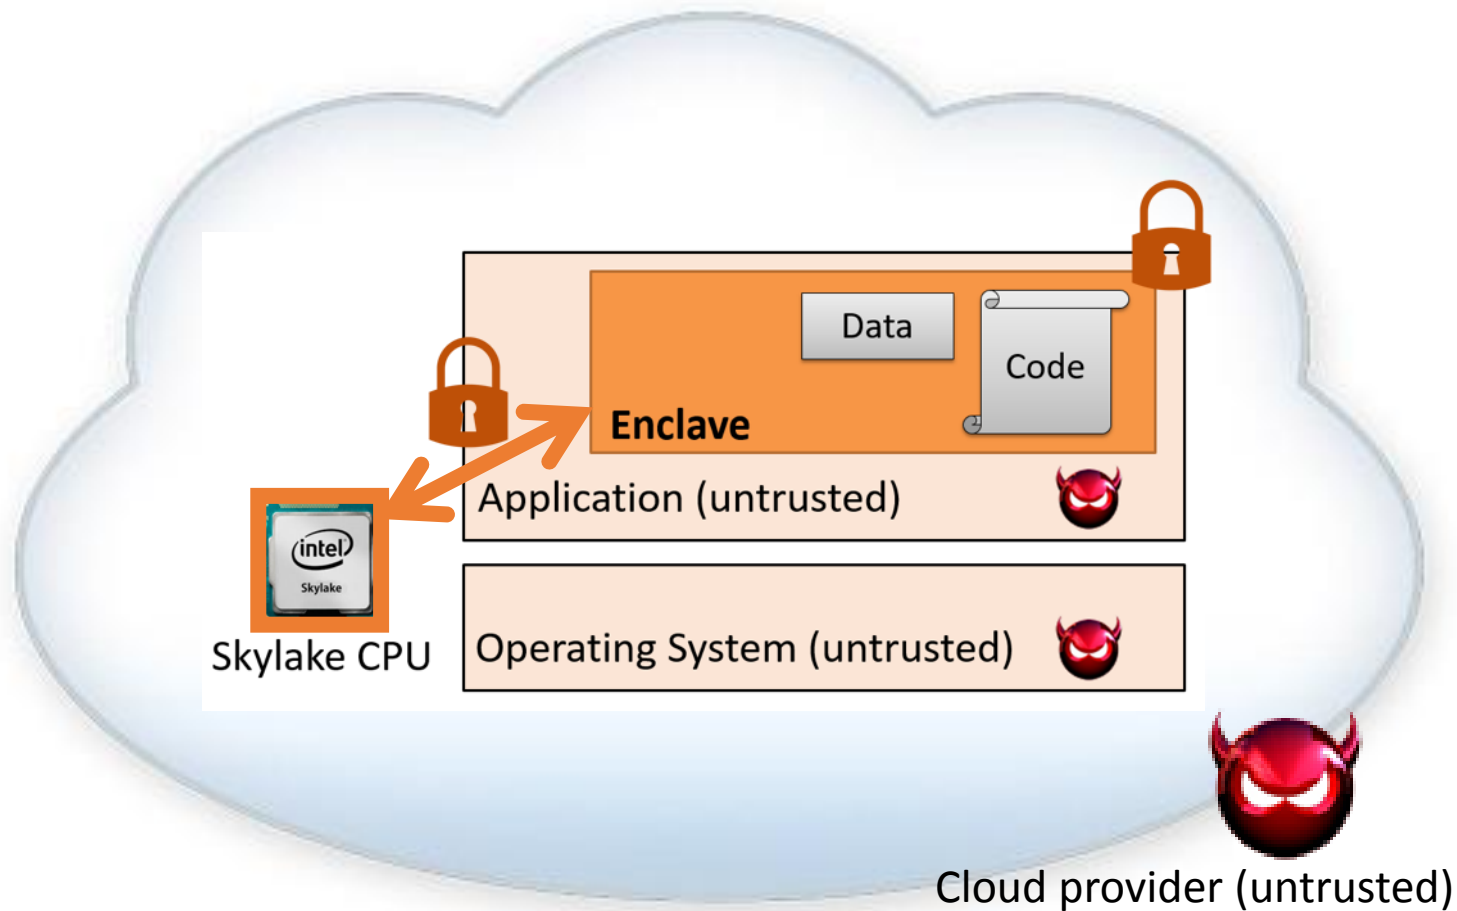 Data
Code
Enclave
Application (untrusted)
intel
Skylake
Skylake CPU
Operating System (untrusted)
Cloud provider (untrusted)